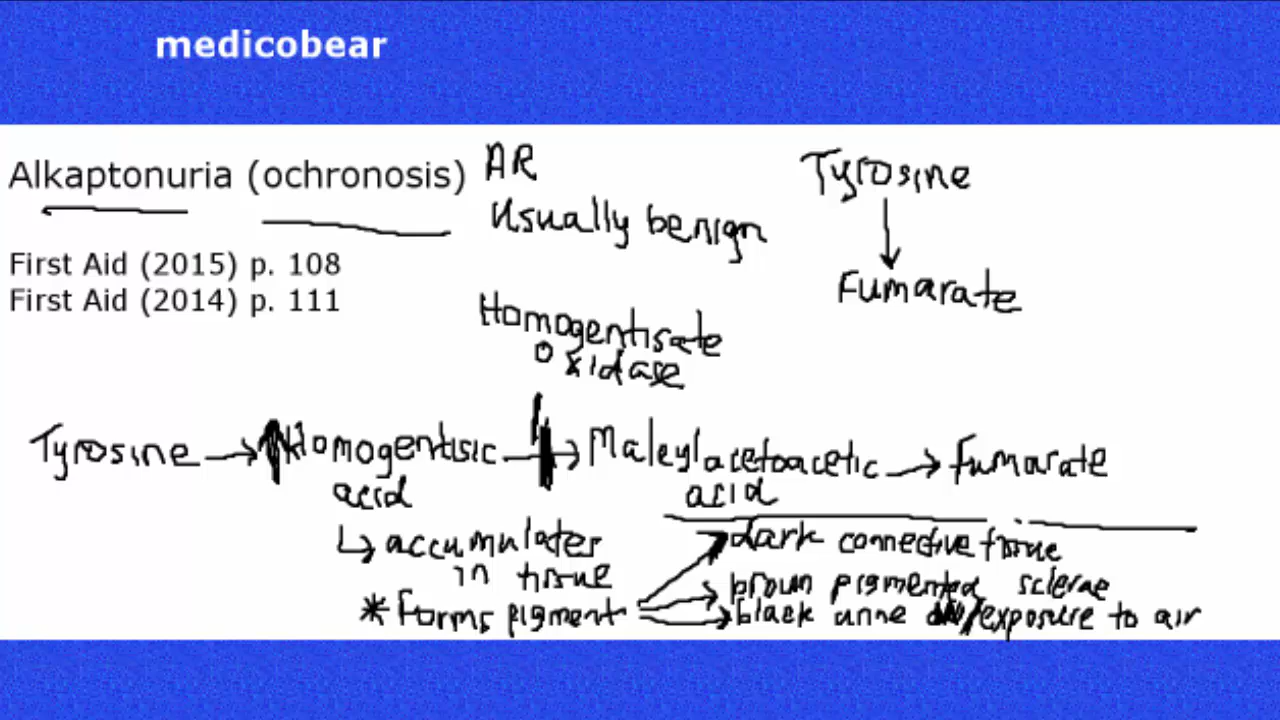 medicobear
Alkaptonuria (ochronosis)
AR
Usually benign
First Aid (2015) p. 108
First Aid (2014) p. 111
Tyrosine
↓
Fumarate
Homogentisate
oxidase
Tyrosine → ↑Homogentisic → Maleylacetoacetic → Fumarate
acid acid
↳ accumulates
in tissue
* Forms pigment
dark connective tissue
brown pigmented sclerae
black urine w/exposure to air